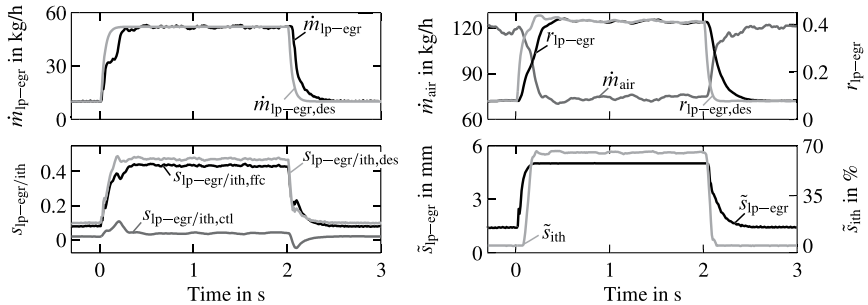 60
30
0
ṁlp−egr in kg/h
ṁlp−egr
ṁlp−egr,des
120
90
60
ṁair in kg/h
rlp−egr
ṁair
rlp−egr,des
0.4
0.2
0
rlp−egr
0.4
0.2
0
slp−egr/ith
slp−egr/ith,des
slp−egr/ith,ffc
slp−egr/ith,ctl
0 1 2 3
Time in s
6
3
0
s̃lp−egr in mm
s̃lp−egr
s̃ith
70
35
0
s̃ith in %
0 1 2 3
Time in s